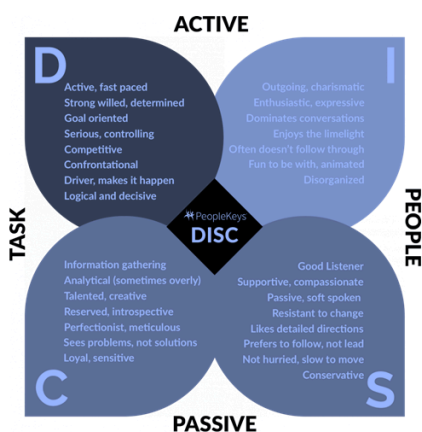 ACTIVE
D
Active, fast paced
Strong willed, determined
Goal oriented
Serious, controlling
Competitive
Confrontational
Driver, makes it happen
Logical and decisive
I
Outgoing, charismatic
Enthusiastic, expressive
Dominates conversations
Enjoys the limelight
Often doesn't follow through
Fun to be with, animated
Disorganized
TASK
PeopleKeys
DISC
PEOPLE
Information gathering
Analytical (sometimes overly)
Talented, creative
Reserved, introspective
Perfectionist, meticulous
Sees problems, not solutions
Loyal, sensitive
C
Good Listener
Supportive, compassionate
Passive, soft spoken
Resistant to change
Likes detailed directions
Prefers to follow, not lead
Not hurried, slow to move
Conservative
S
PASSIVE